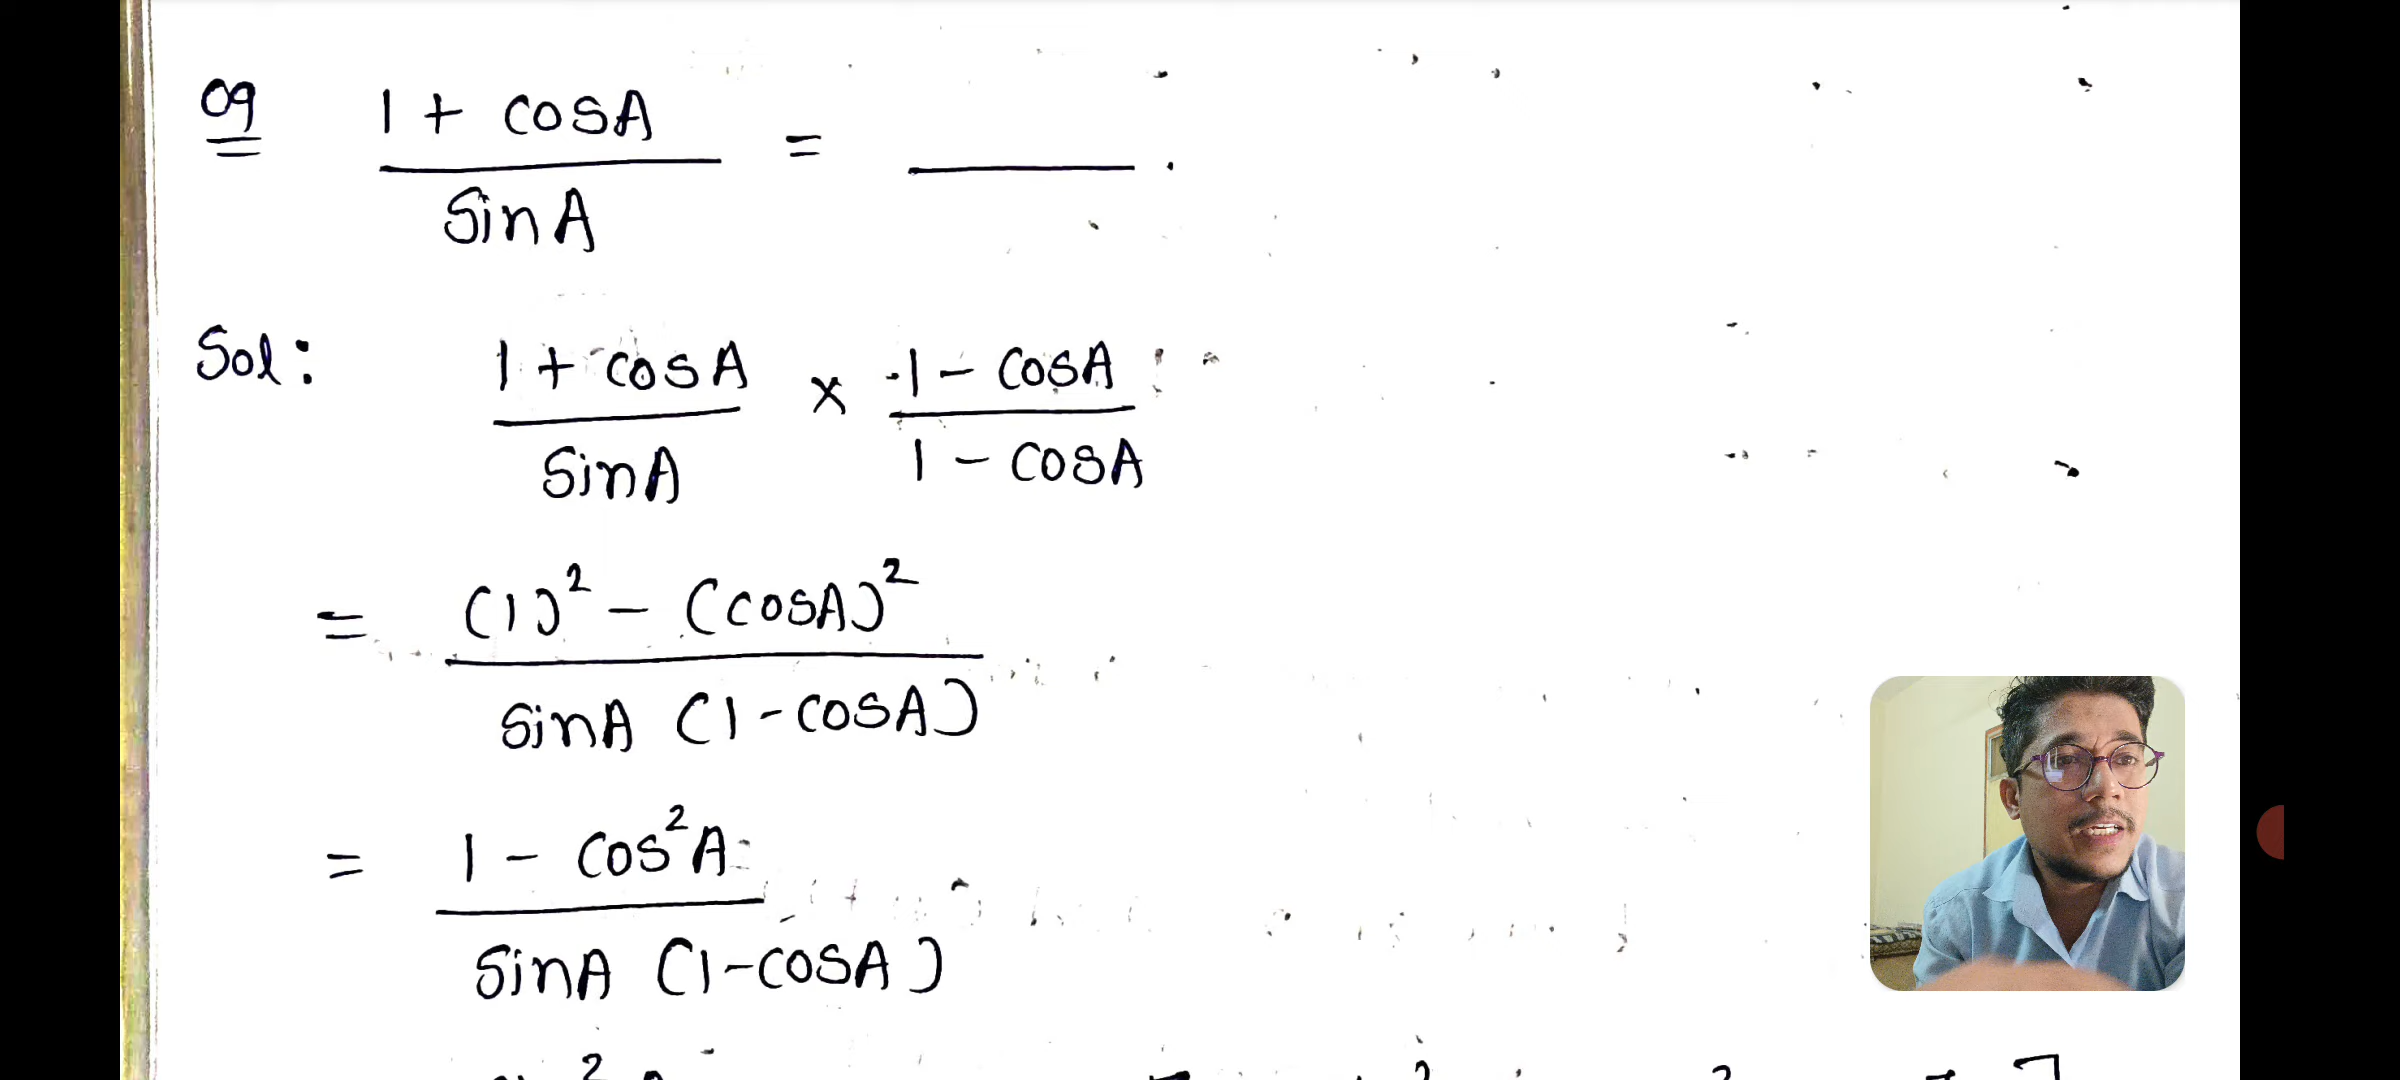 09 (1 + cosA) / sinA = ______ .
Sol: (1 + cosA) / sinA × (1 - cosA) / (1 - cosA)
= ((1)² - (cosA)²) / (sinA (1-cosA))
= (1 - cos²A) / (sinA (1-cosA))